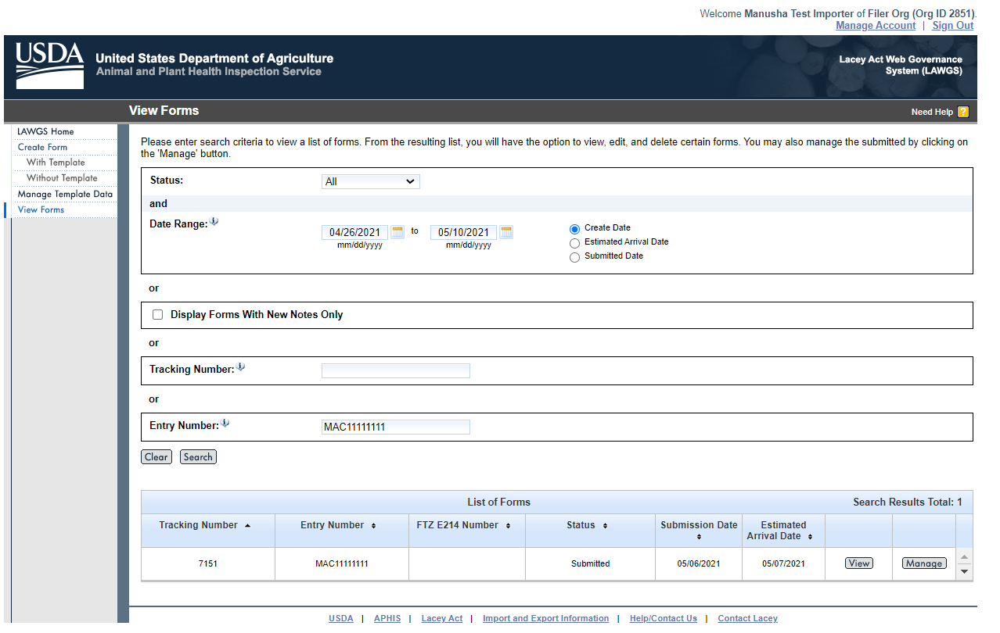 Welcome Manusha Test Importer of Filer Org (Org ID 2851).
Manage Account | Sign Out
USDA
United States Department of Agriculture
Animal and Plant Health Inspection Service
Lacey Act Web Governance
System (LAWGS)
View Forms
Need Help ?
LAWGS Home
Create Form
With Template
Without Template
Manage Template Data
View Forms
Please enter search criteria to view a list of forms. From the resulting list, you will have the option to view, edit, and delete certain forms. You may also manage the submitted by clicking on
the 'Manage' button.
Status: All
and
Date Range: 04/26/2021 to 05/10/2021
mm/dd/yyyy mm/dd/yyyy
Create Date
Estimated Arrival Date
Submitted Date
or
Display Forms With New Notes Only
or
Tracking Number:
or
Entry Number: MAC11111111
Clear Search
List of Forms Search Results Total: 1
Tracking Number Entry Number FTZ E214 Number Status Submission Date Estimated Arrival Date
7151 MAC11111111 Submitted 05/06/2021 05/07/2021 View Manage
USDA | APHIS | Lacey Act | Import and Export Information | Help/Contact Us | Contact Lacey